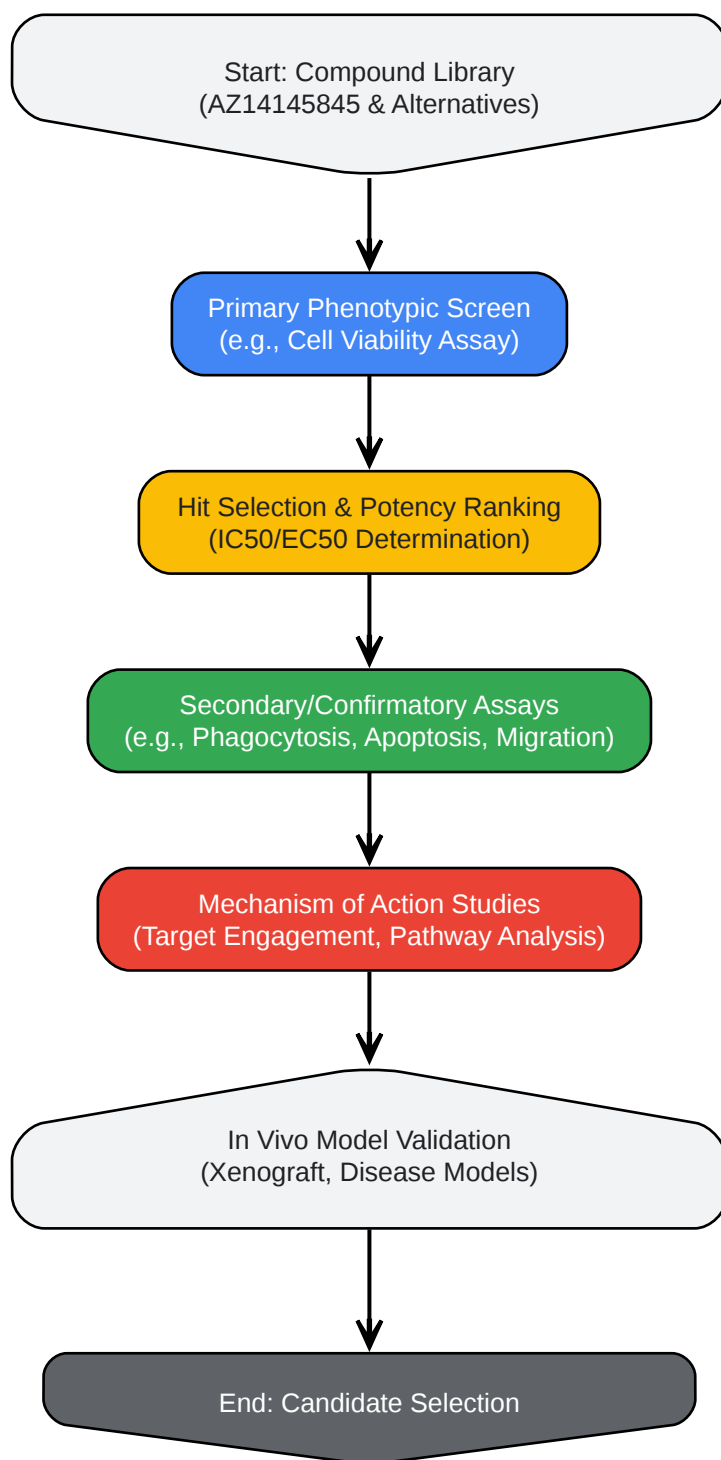 Start: Compound Library
(AZ14145845 & Alternatives)
Primary Phenotypic Screen
(e.g., Cell Viability Assay)
Hit Selection & Potency Ranking
(IC50/EC50 Determination)
Secondary/Confirmatory Assays
(e.g., Phagocytosis, Apoptosis, Migration)
Mechanism of Action Studies
(Target Engagement, Pathway Analysis)
In Vivo Model Validation
(Xenograft, Disease Models)
End: Candidate Selection